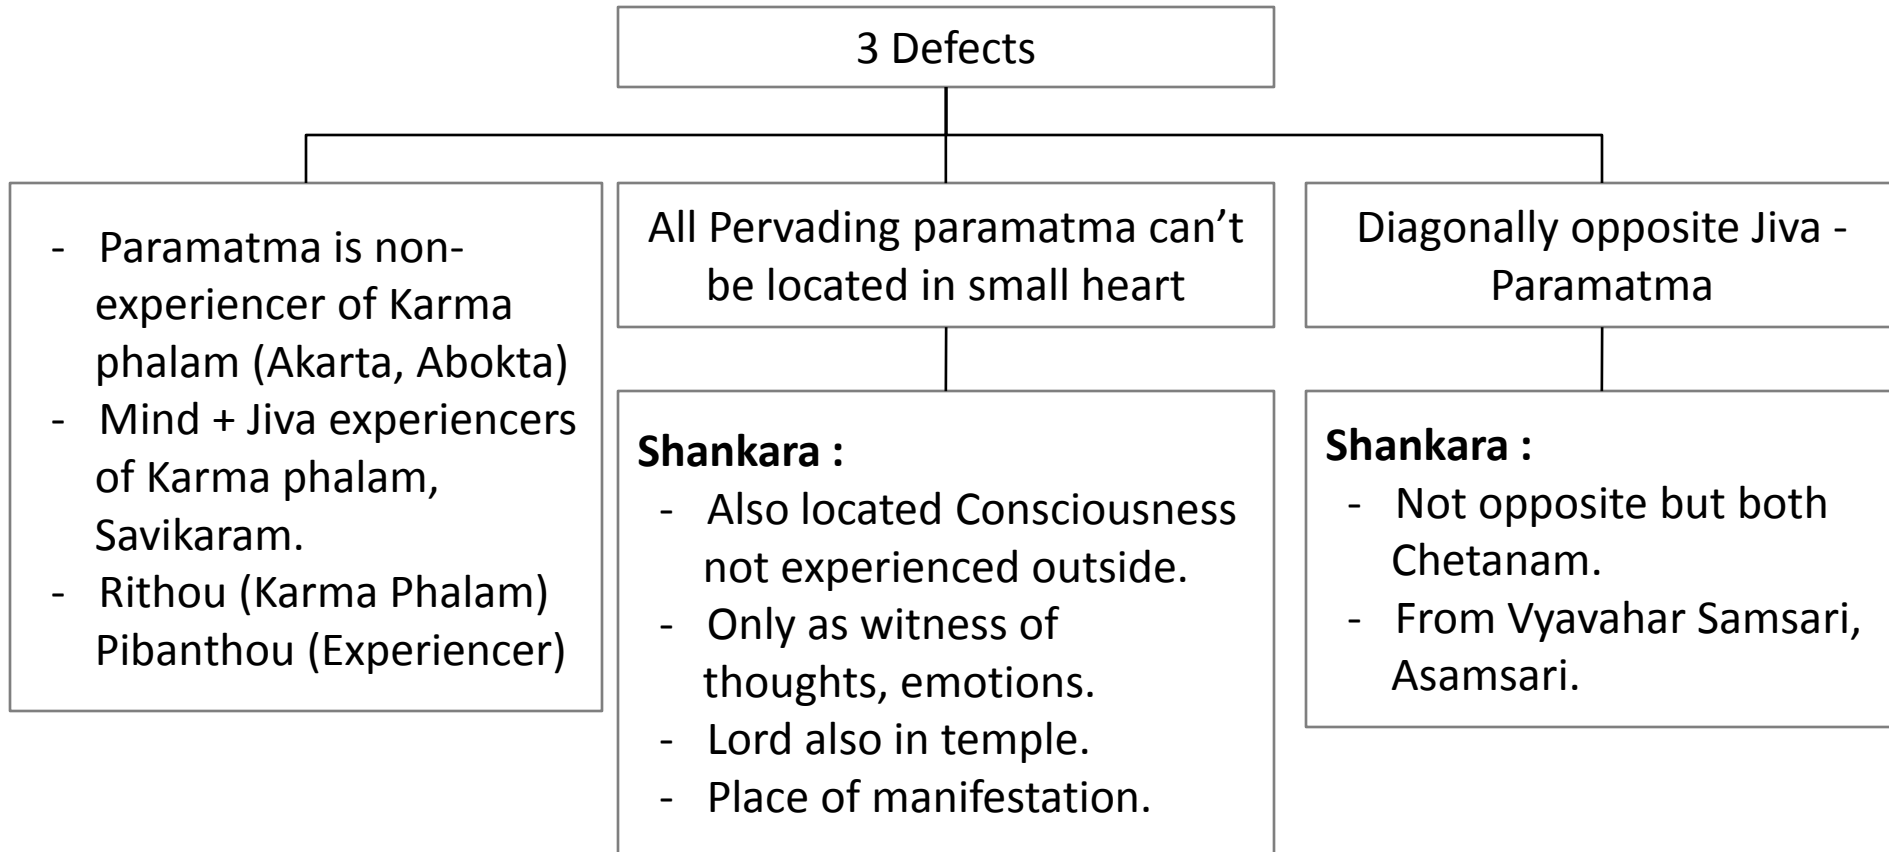 3 Defects
- Paramatma is non-
experiencer of Karma
phalam (Akarta, Abokta)
- Mind + Jiva experiencers
of Karma phalam,
Savikaram.
- Rithou (Karma Phalam)
Pibanthou (Experiencer)
All Pervading paramatma can’t
be located in small heart
Shankara :
- Also located Consciousness
not experienced outside.
- Only as witness of
thoughts, emotions.
- Lord also in temple.
- Place of manifestation.
Diagonally opposite Jiva -
Paramatma
Shankara :
- Not opposite but both
Chetanam.
- From Vyavahar Samsari,
Asamsari.